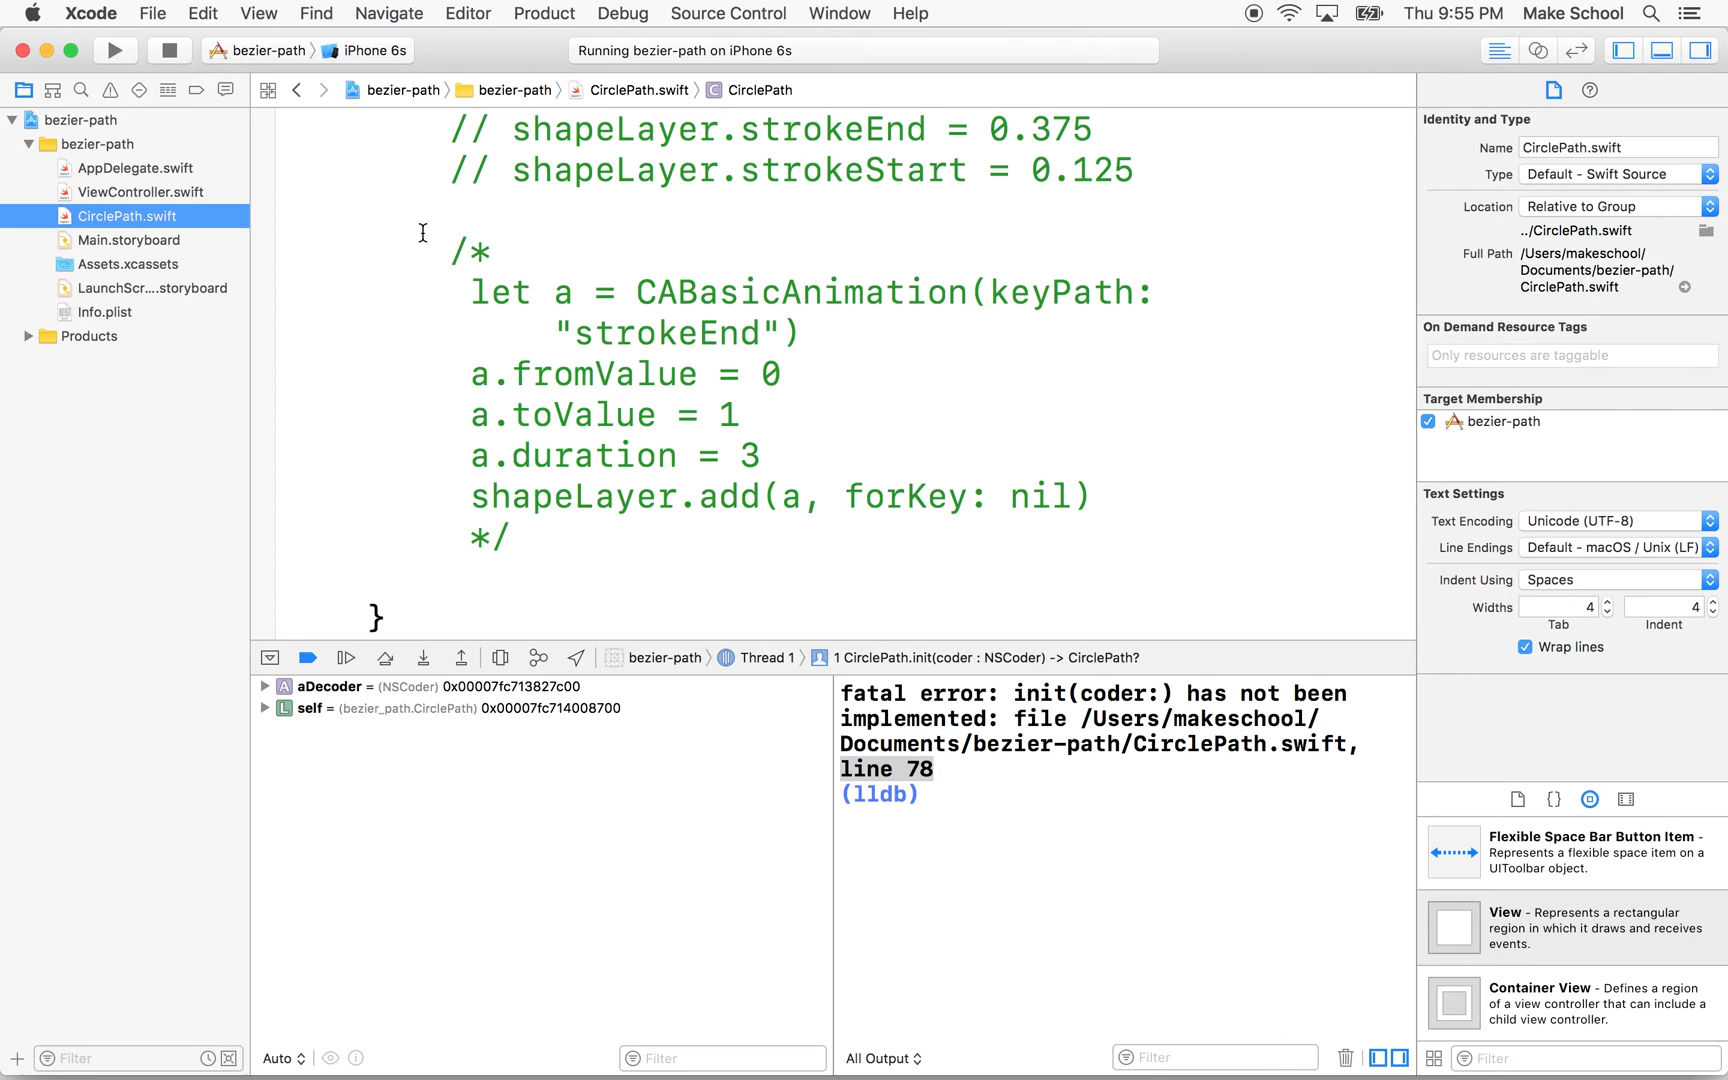 Xcode File Edit View Find Navigate Editor Product Debug Source Control Window Help Thu 9:55 PM Make School
bezier-path iPhone 6s Running bezier-path on iPhone 6s
bezier-path bezier-path CirclePath.swift C CirclePath
bezier-path
bezier-path
AppDelegate.swift
ViewController.swift
CirclePath.swift
Main.storyboard
Assets.xcassets
LaunchScr....storyboard
Info.plist
Products
Filter
// shapeLayer.strokeEnd = 0.375
// shapeLayer.strokeStart = 0.125
/*
let a = CABasicAnimation(keyPath:
"strokeEnd")
a.fromValue = 0
a.toValue = 1
a.duration = 3
shapeLayer.add(a, forKey: nil)
*/
}
bezier-path Thread 1 1 CirclePath.init(coder : NSCoder) -> CirclePath?
A aDecoder = (NSCoder) 0x00007fc713827c00
L self = (bezier_path.CirclePath) 0x00007fc714008700
Auto Filter
fatal error: init(coder:) has not been
implemented: file /Users/makeschool/
Documents/bezier-path/CirclePath.swift,
line 78
(lldb)
All Output Filter
Identity and Type
Name CirclePath.swift
Type Default - Swift Source
Location Relative to Group
../CirclePath.swift
Full Path /Users/makeschool/
Documents/bezier-path/
CirclePath.swift
On Demand Resource Tags
Only resources are taggable
Target Membership
bezier-path
Text Settings
Text Encoding Unicode (UTF-8)
Line Endings Default - macOS / Unix (LF)
Indent Using Spaces
Widths 4 4
Tab Indent
Wrap lines
{}
Flexible Space Bar Button Item -
Represents a flexible space item on a
UIToolbar object.
View - Represents a rectangular
region in which it draws and receives
events.
Container View - Defines a region
of a view controller that can include a
child view controller.
Filter